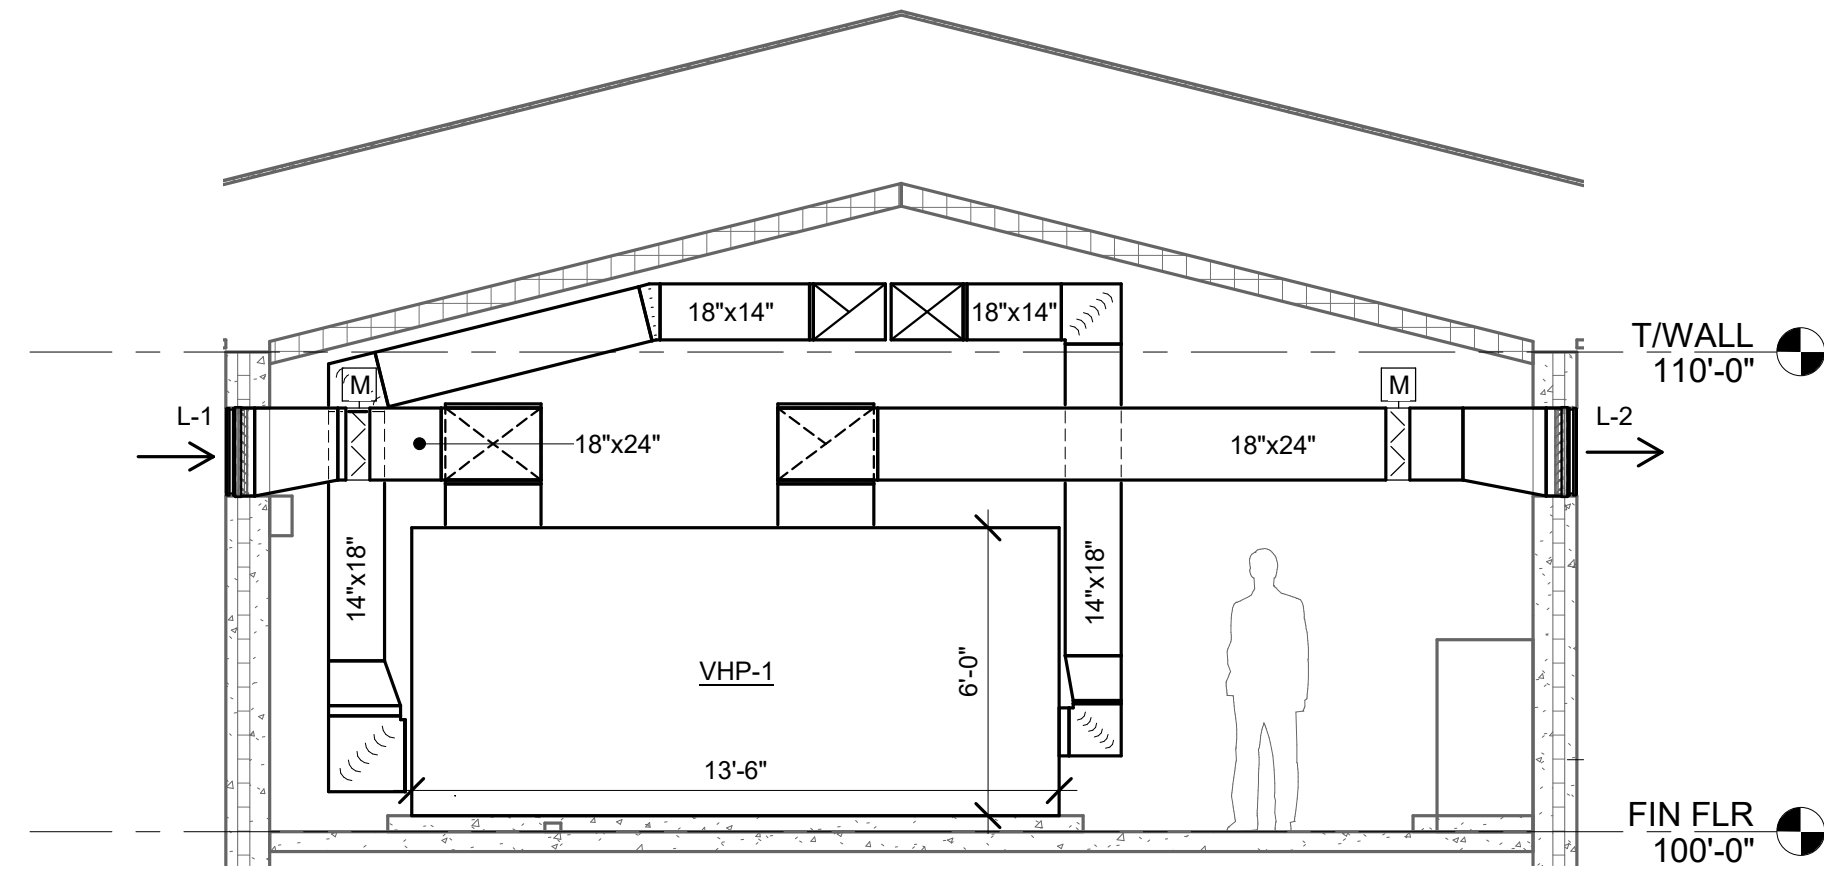 18"x14"
18"x14"
T/WALL
110'-0"
M
M
L-1
L-2
18"x24"
18"x24"
14"x18"
14"x18"
VHP-1
6'-0"
13'-6"
FIN FLR
100'-0"